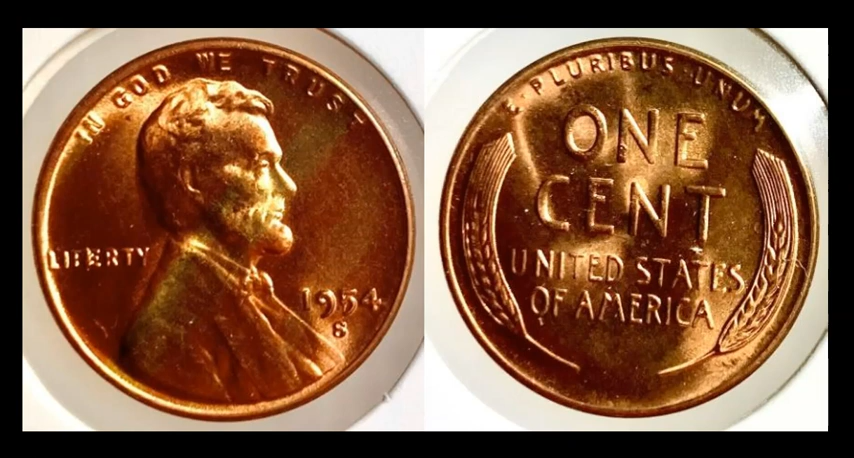 IN GOD WE TRUST
LIBERTY
1954
S
E·PLURIBUS·UNUM
ONE
CENT
UNITED STATES
OF AMERICA